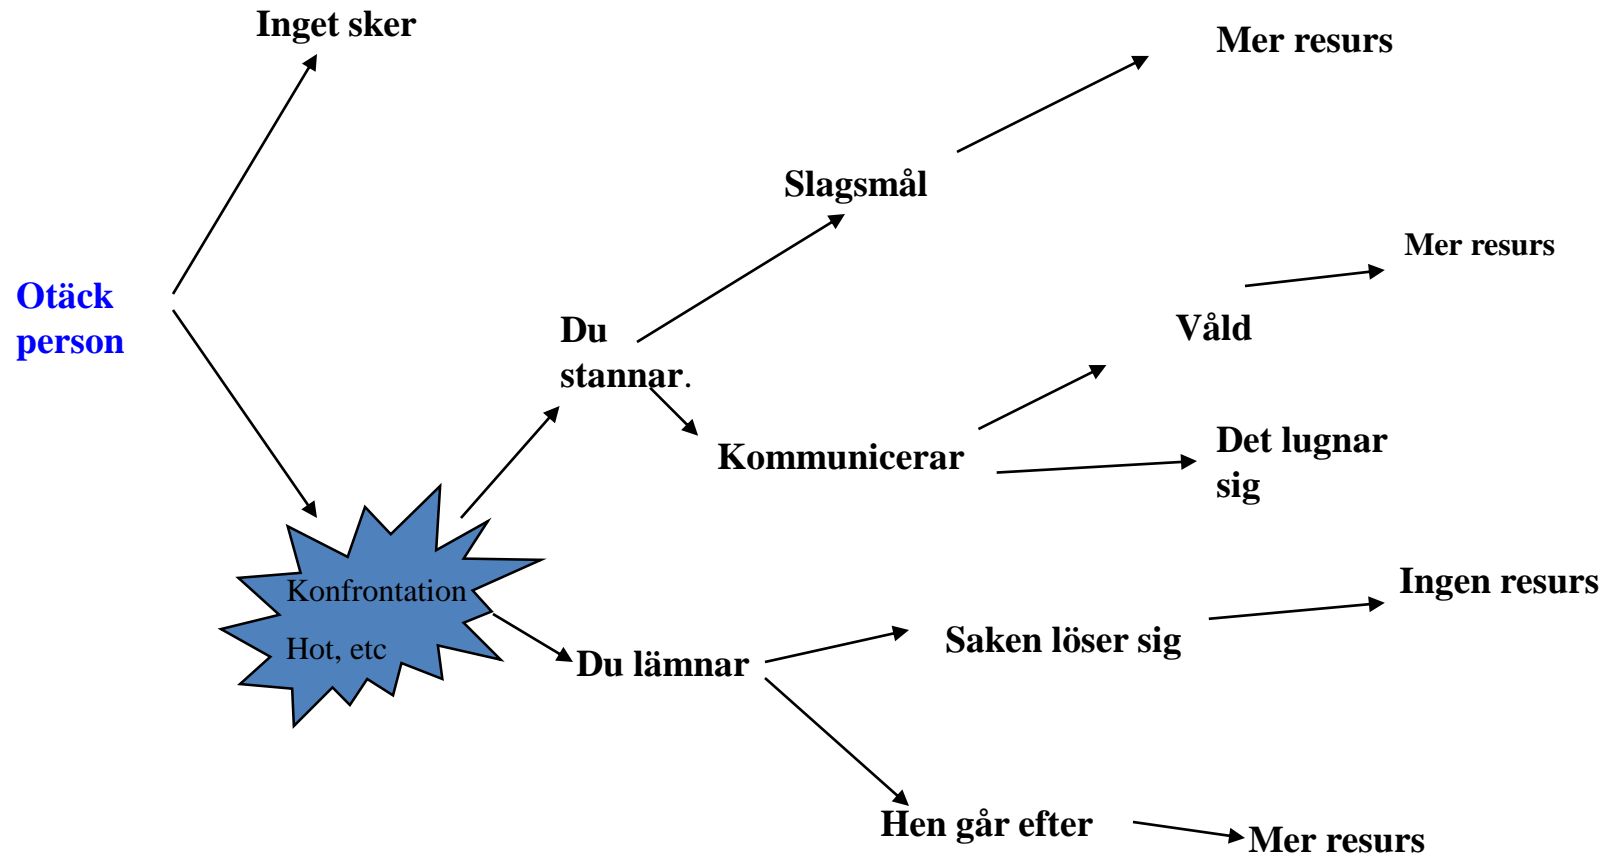 Inget sker
Mer resurs
Slagsmål
Mer resurs
Otäck
person
Du
stannar.
Våld
Kommunicerar
Det lugnar
sig
Konfrontation
Hot, etc
Ingen resurs
Saken löser sig
Du lämnar
Hen går efter
Mer resurs